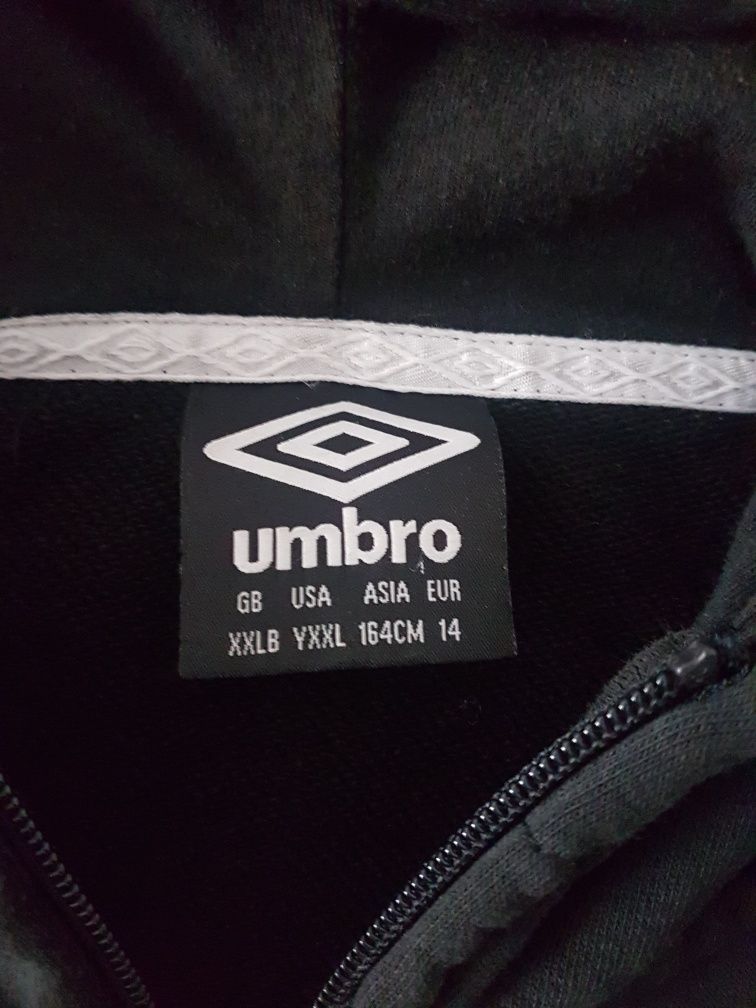 umbro
GB USA ASIA EUR
XXLB YXXL 164CM 14